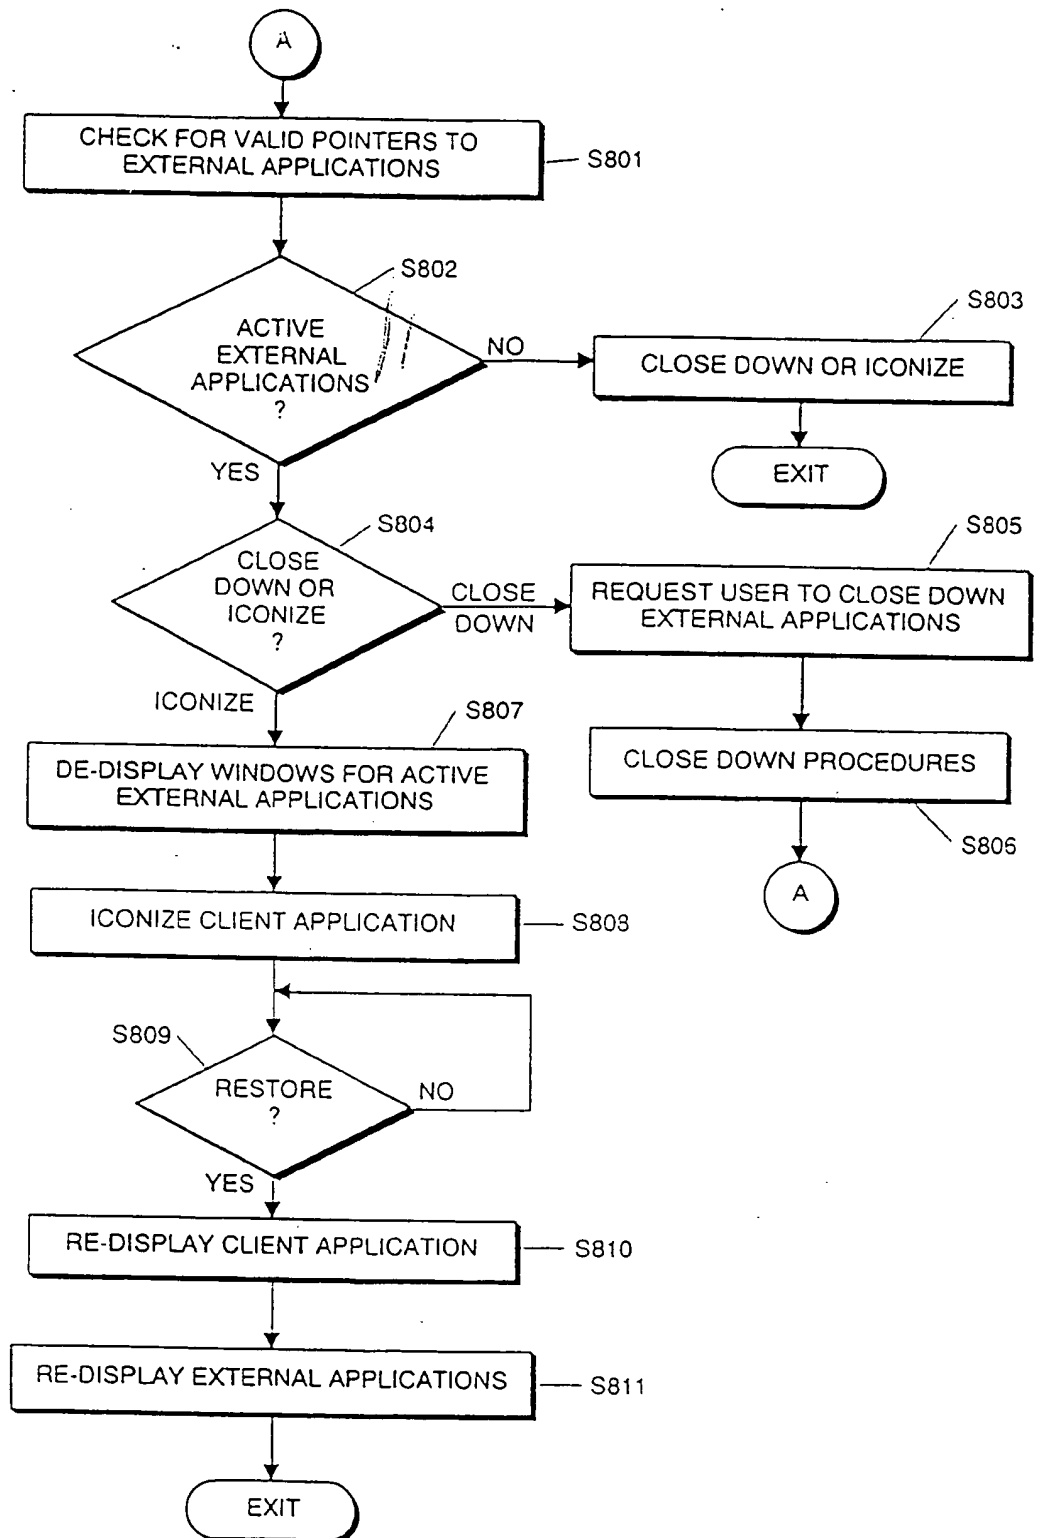 A
CHECK FOR VALID POINTERS TO
EXTERNAL APPLICATIONS
S801
S802
ACTIVE
EXTERNAL
APPLICATIONS
?
NO
S803
CLOSE DOWN OR ICONIZE
EXIT
YES
S804
CLOSE
DOWN OR
ICONIZE
?
CLOSE
DOWN
S805
REQUEST USER TO CLOSE DOWN
EXTERNAL APPLICATIONS
CLOSE DOWN PROCEDURES
S806
A
ICONIZE
S807
DE-DISPLAY WINDOWS FOR ACTIVE
EXTERNAL APPLICATIONS
ICONIZE CLIENT APPLICATION
S808
S809
RESTORE
?
NO
YES
RE-DISPLAY CLIENT APPLICATION
S810
RE-DISPLAY EXTERNAL APPLICATIONS
S811
EXIT